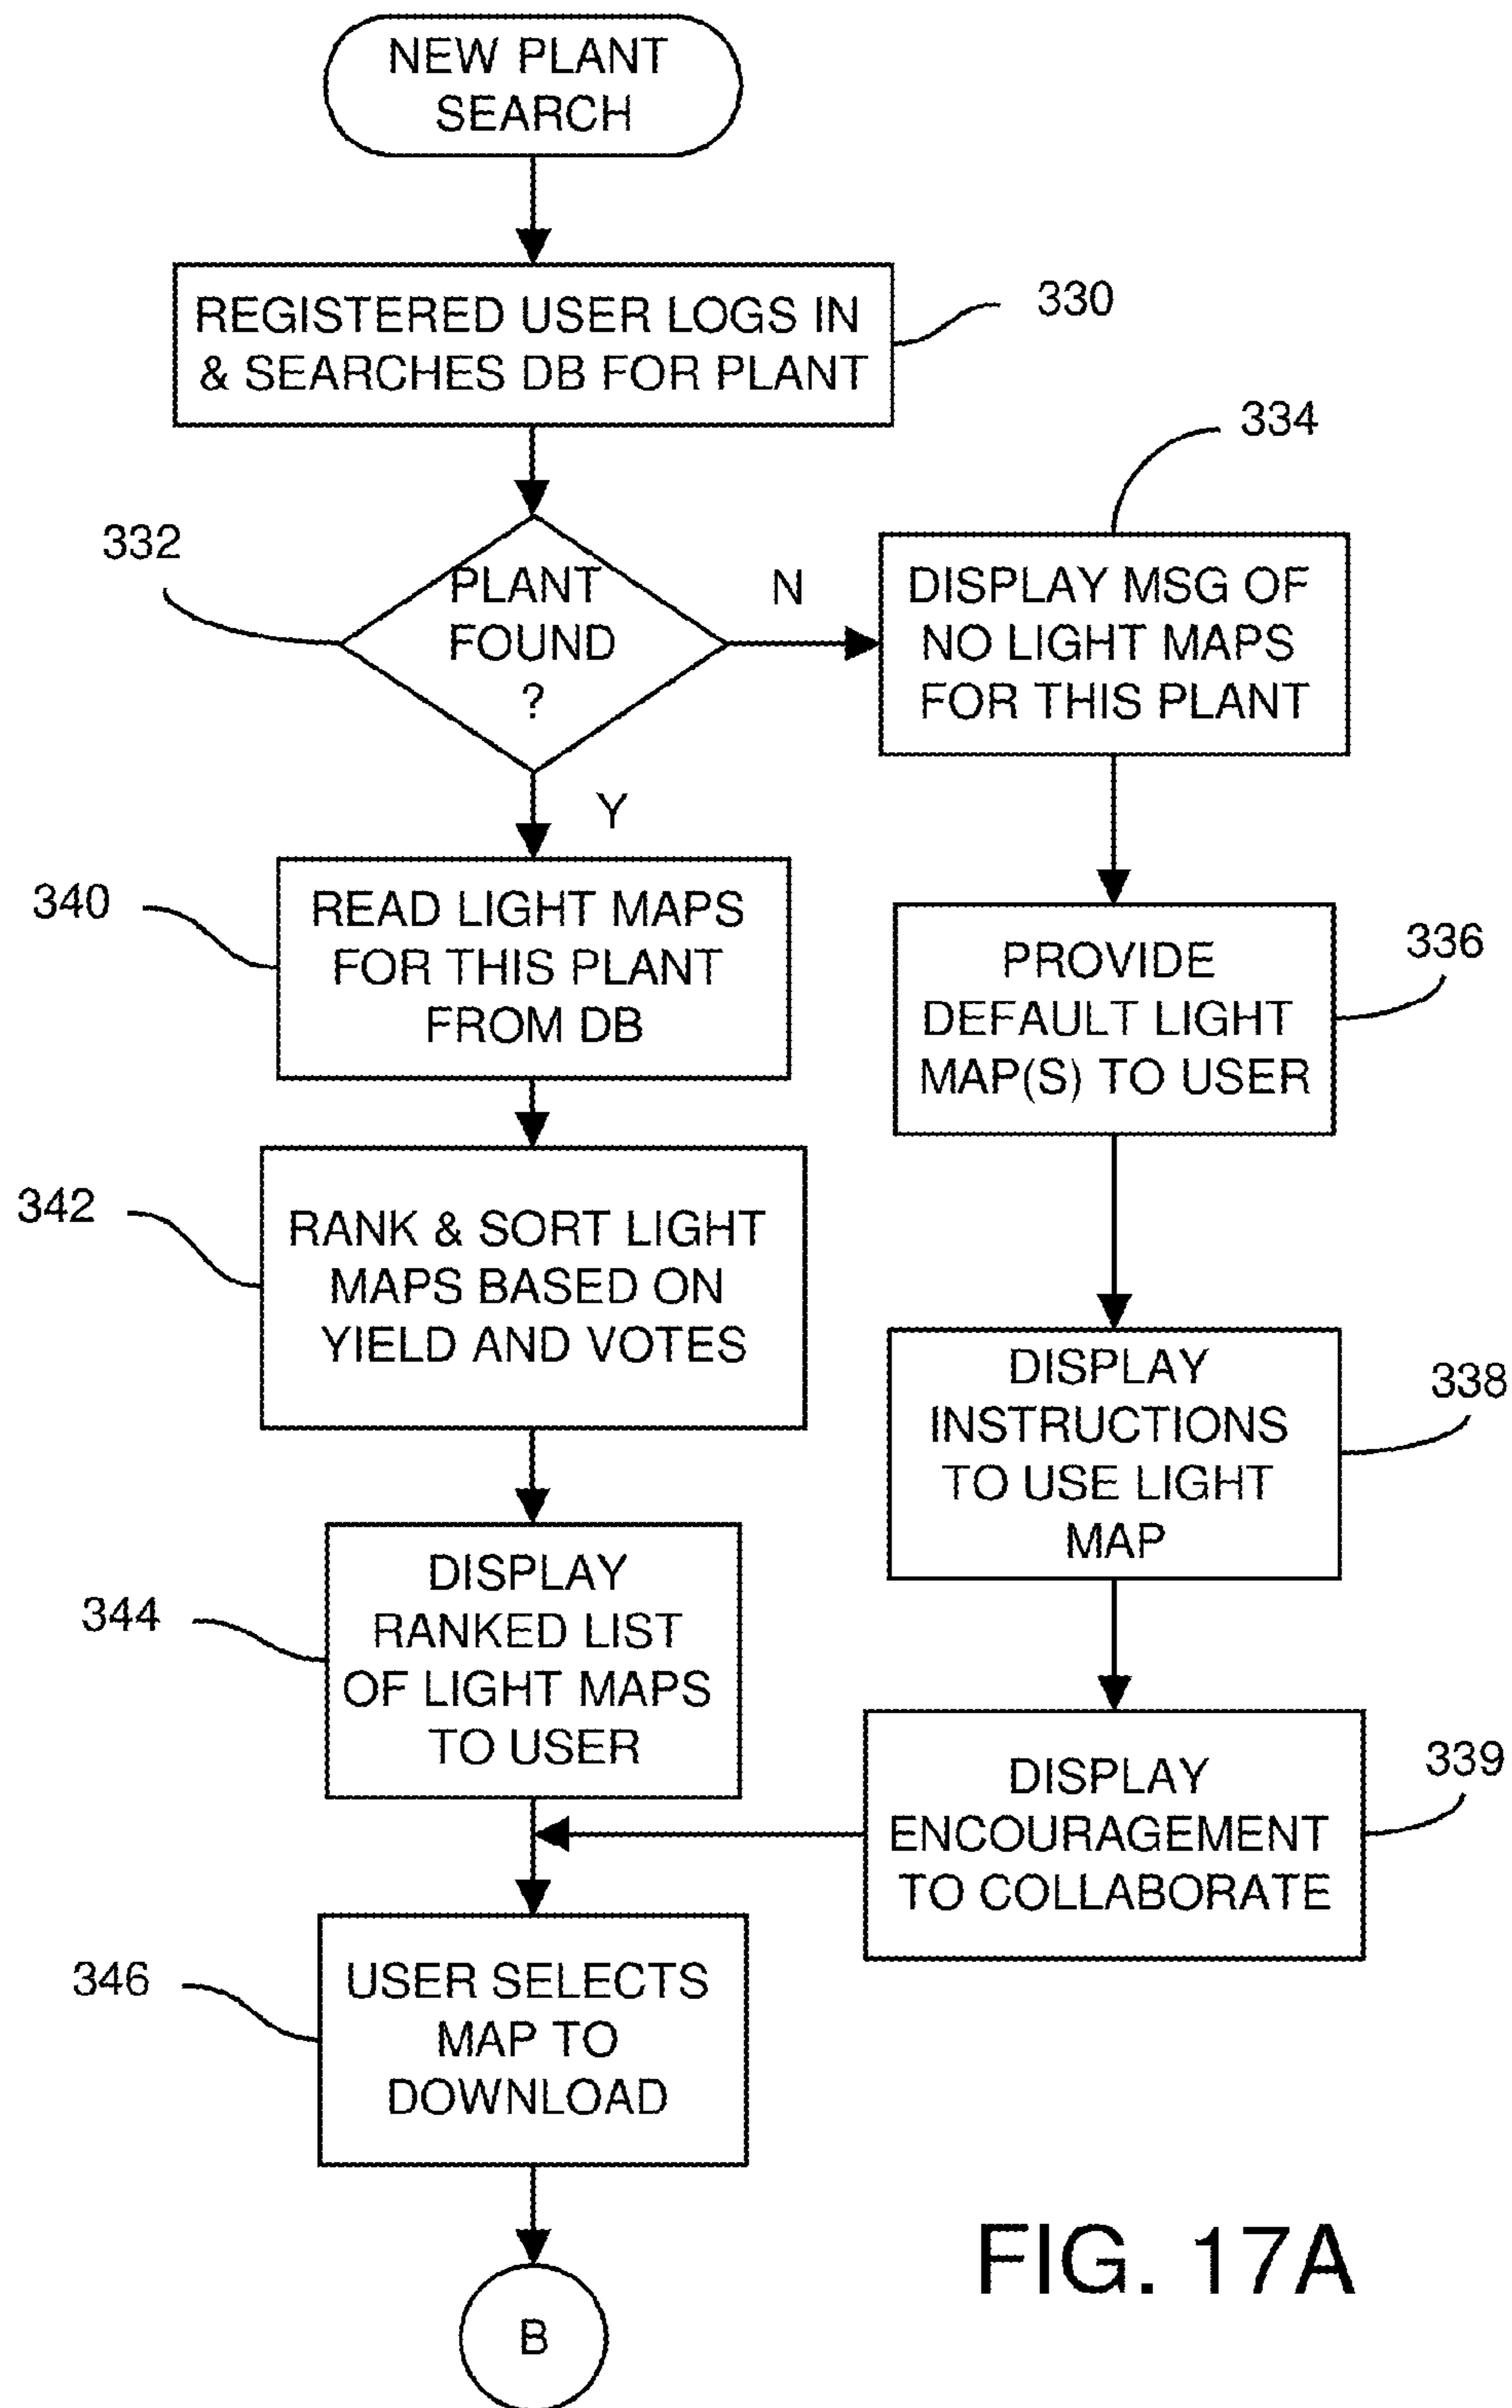 NEW PLANT
SEARCH
REGISTERED USER LOGS IN
& SEARCHES DB FOR PLANT
330
332
PLANT
FOUND
?
N
Y
334
DISPLAY MSG OF
NO LIGHT MAPS
FOR THIS PLANT
336
PROVIDE
DEFAULT LIGHT
MAP(S) TO USER
338
DISPLAY
INSTRUCTIONS
TO USE LIGHT
MAP
339
DISPLAY
ENCOURAGEMENT
TO COLLABORATE
340
READ LIGHT MAPS
FOR THIS PLANT
FROM DB
342
RANK & SORT LIGHT
MAPS BASED ON
YIELD AND VOTES
344
DISPLAY
RANKED LIST
OF LIGHT MAPS
TO USER
346
USER SELECTS
MAP TO
DOWNLOAD
B
FIG. 17A